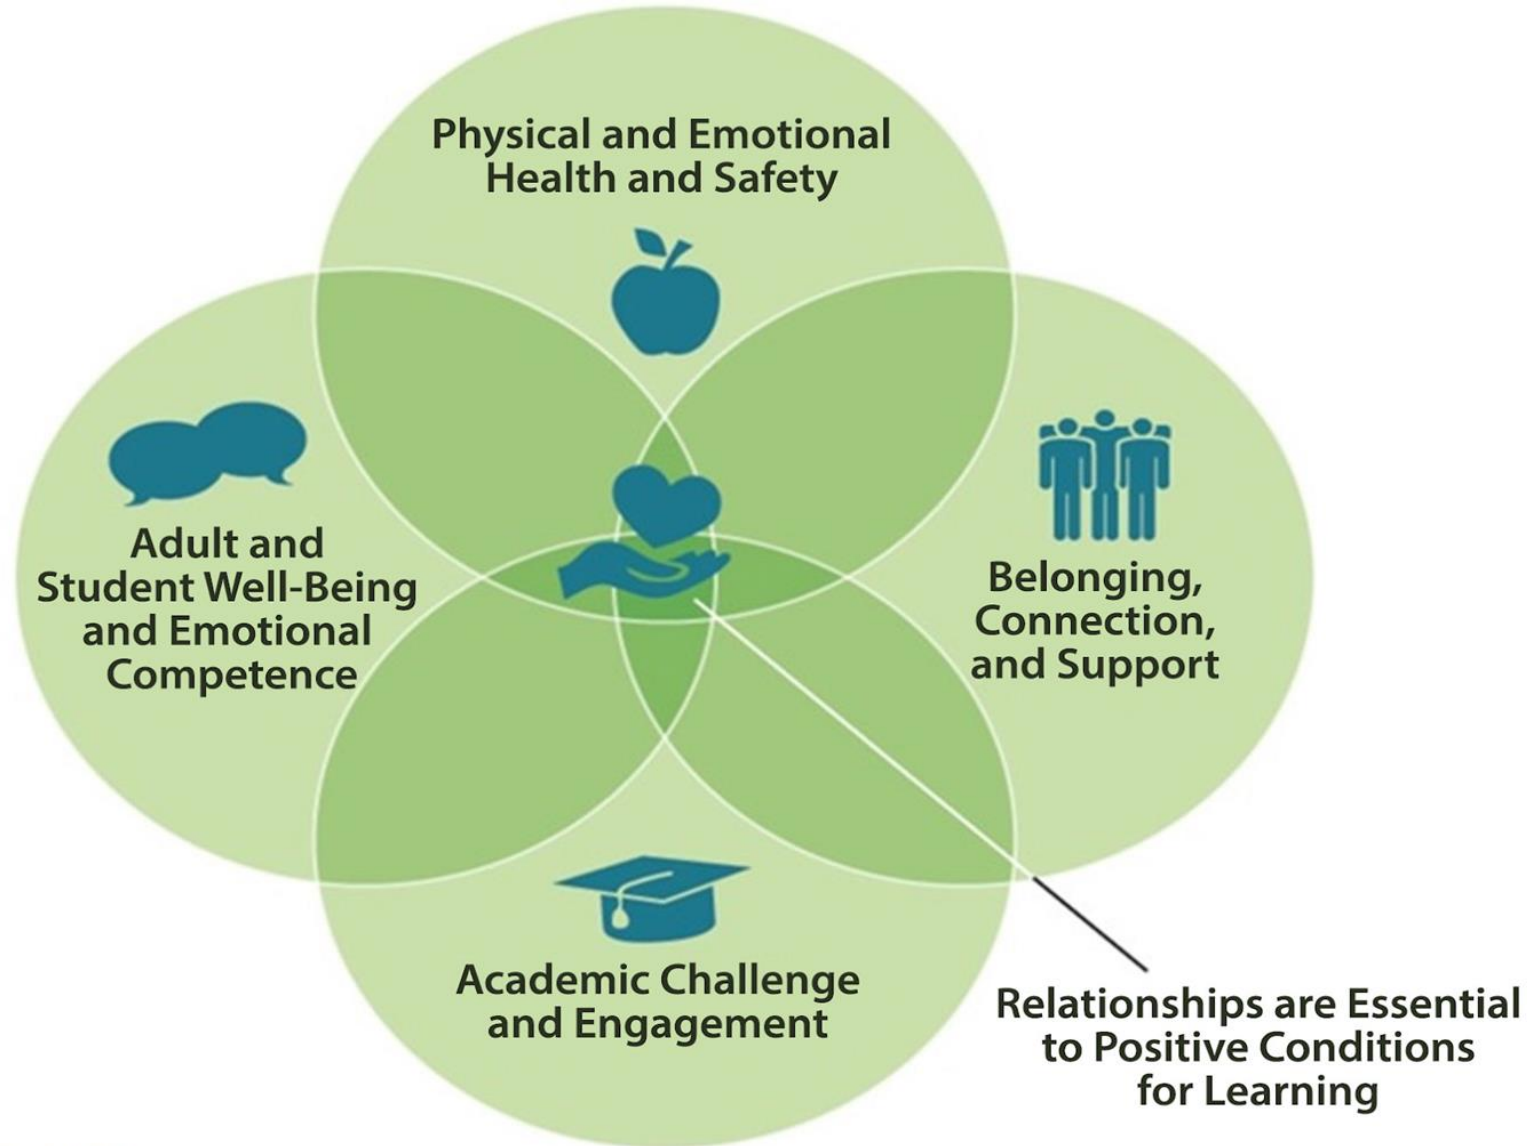 Physical and Emotional
Health and Safety
Adult and
Student Well-Being
and Emotional
Competence
Belonging,
Connection,
and Support
Academic Challenge
and Engagement
Relationships are Essential
to Positive Conditions
for Learning